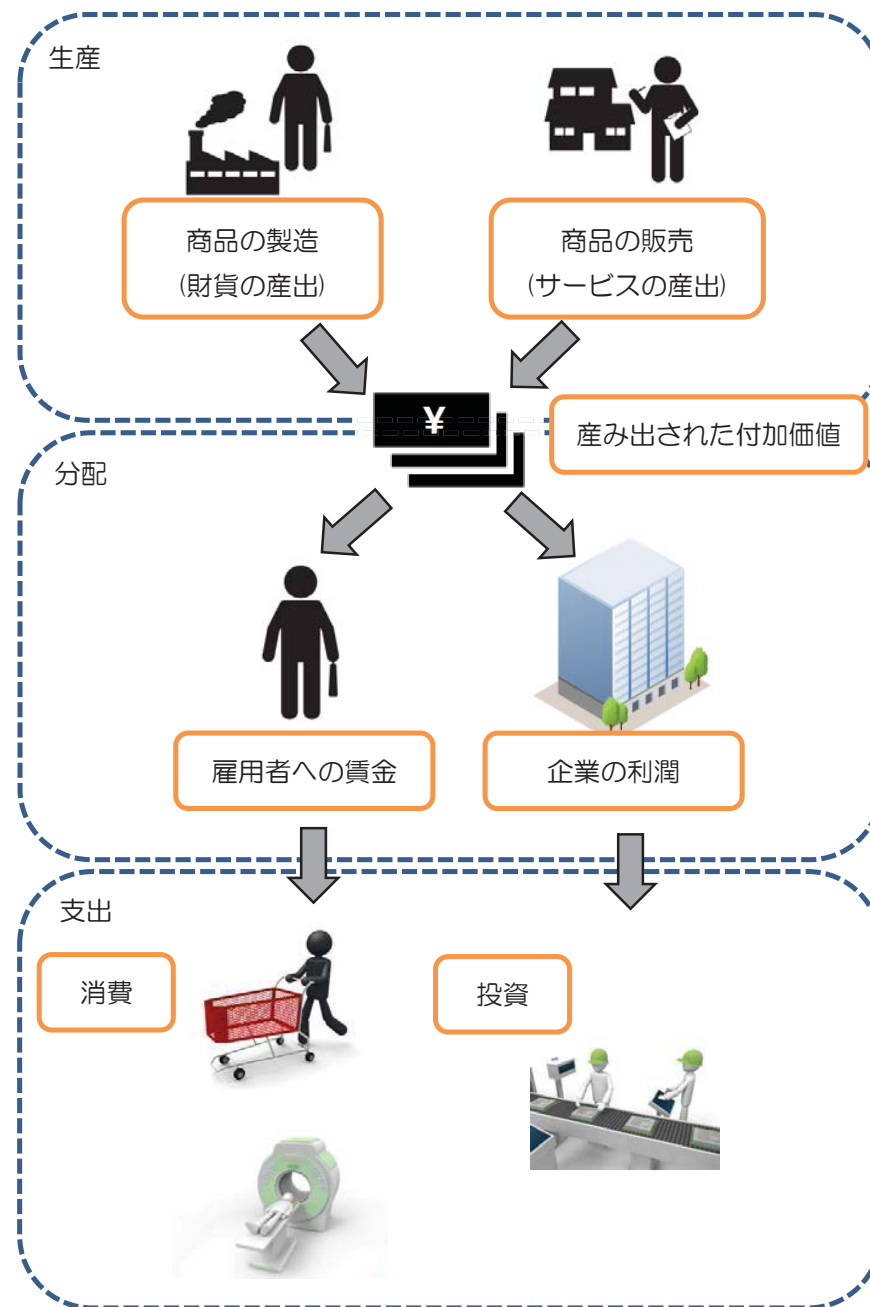 生産
商品の製造
(財貨の産出)
商品の販売
(サービスの産出)
¥
産み出された付加価値
分配
雇用者への賃金
企業の利潤
支出
消費
投資